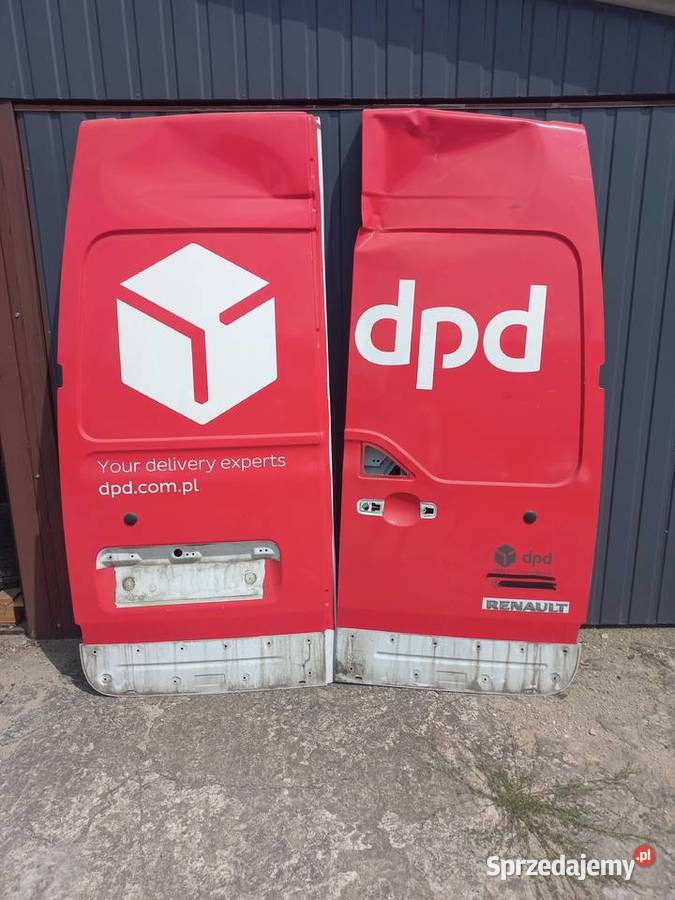 dpd
Your delivery experts
dpd.com.pl
dpd
RENAULT
Sprzedajemy.pl